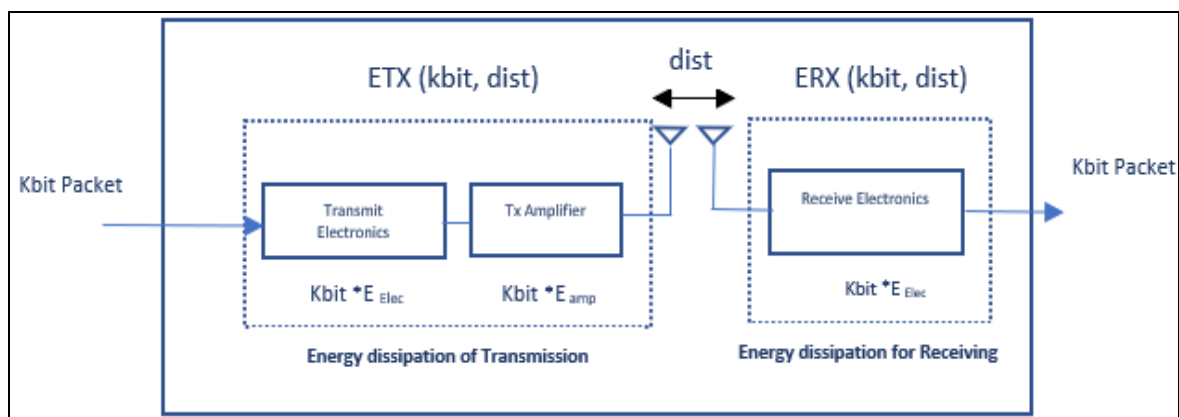 ETX (kbit, dist)
dist
ERX (kbit, dist)
Kbit Packet
Transmit
Electronics
Tx Amplifier
Receive Electronics
Kbit Packet
Kbit *E Elec
Kbit *E amp
Kbit *E Elec
Energy dissipation of Transmission
Energy dissipation for Receiving